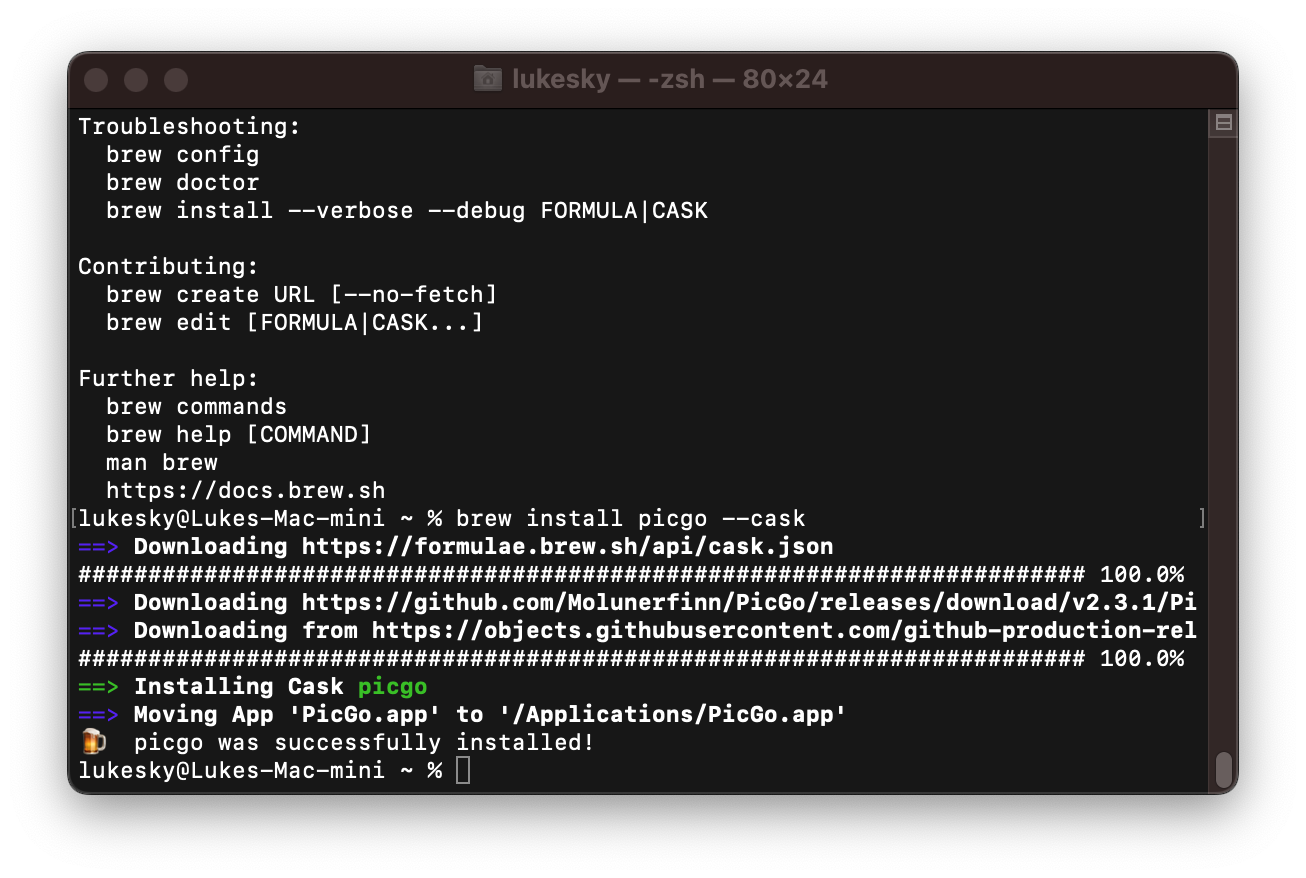 lukesky — -zsh — 80×24
Troubleshooting:
  brew config
  brew doctor
  brew install --verbose --debug FORMULA|CASK

Contributing:
  brew create URL [--no-fetch]
  brew edit [FORMULA|CASK...]

Further help:
  brew commands
  brew help [COMMAND]
  man brew
  https://docs.brew.sh
[lukesky@Lukes-Mac-mini ~ % brew install picgo --cask ]
==> Downloading https://formulae.brew.sh/api/cask.json
######################################################################## 100.0%
==> Downloading https://github.com/Molunerfinn/PicGo/releases/download/v2.3.1/Pi
==> Downloading from https://objects.githubusercontent.com/github-production-rel
######################################################################## 100.0%
==> Installing Cask picgo
==> Moving App 'PicGo.app' to '/Applications/PicGo.app'
🍺  picgo was successfully installed!
lukesky@Lukes-Mac-mini ~ %